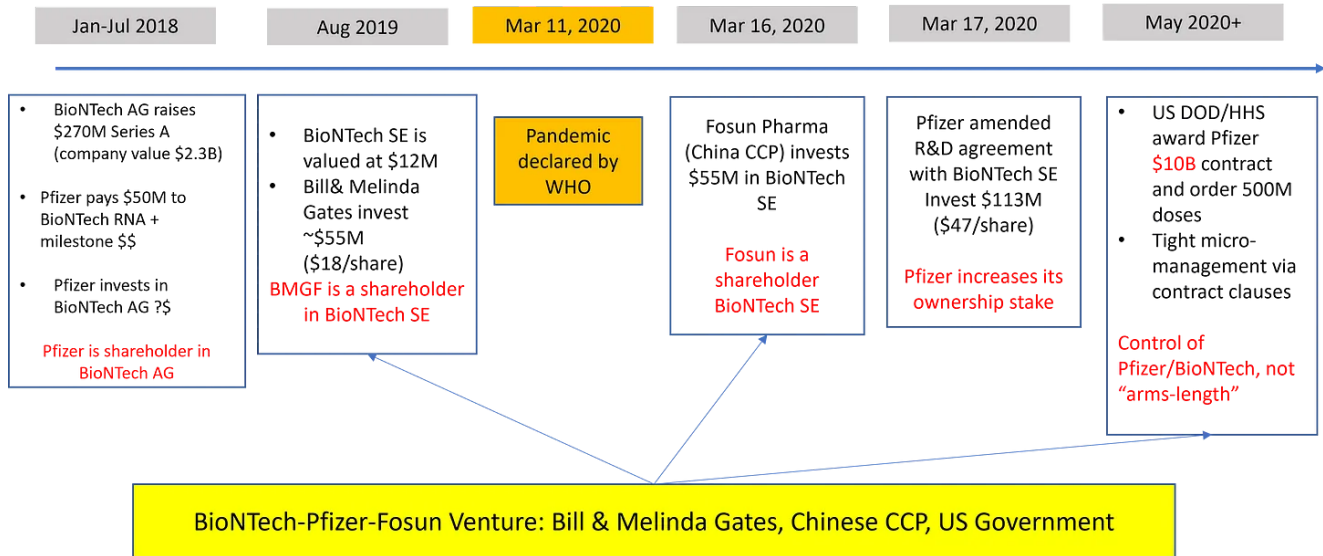 Jan-Jul 2018
Aug 2019
Mar 11, 2020
Mar 16, 2020
Mar 17, 2020
May 2020+
• BioNTech AG raises
$270M Series A
(company value $2.3B)
• Pfizer pays $50M to
BioNTech RNA +
milestone $$
• Pfizer invests in
BioNTech AG ?$
Pfizer is shareholder in
BioNTech AG
• BioNTech SE is
valued at $12M
• Bill& Melinda
Gates invest
~$55M
($18/share)
BMGF is a shareholder
in BioNTech SE
Pandemic
declared by
WHO
Fosun Pharma
(China CCP) invests
$55M in BioNTech
SE
Fosun is a
shareholder
BioNTech SE
Pfizer amended
R&D agreement
with BioNTech SE
Invest $113M
($47/share)
Pfizer increases its
ownership stake
• US DOD/HHS
award Pfizer
$10B contract
and order 500M
doses
• Tight micro-
management via
contract clauses
Control of
Pfizer/BioNTech, not
“arms-length”
BioNTech-Pfizer-Fosun Venture: Bill & Melinda Gates, Chinese CCP, US Government